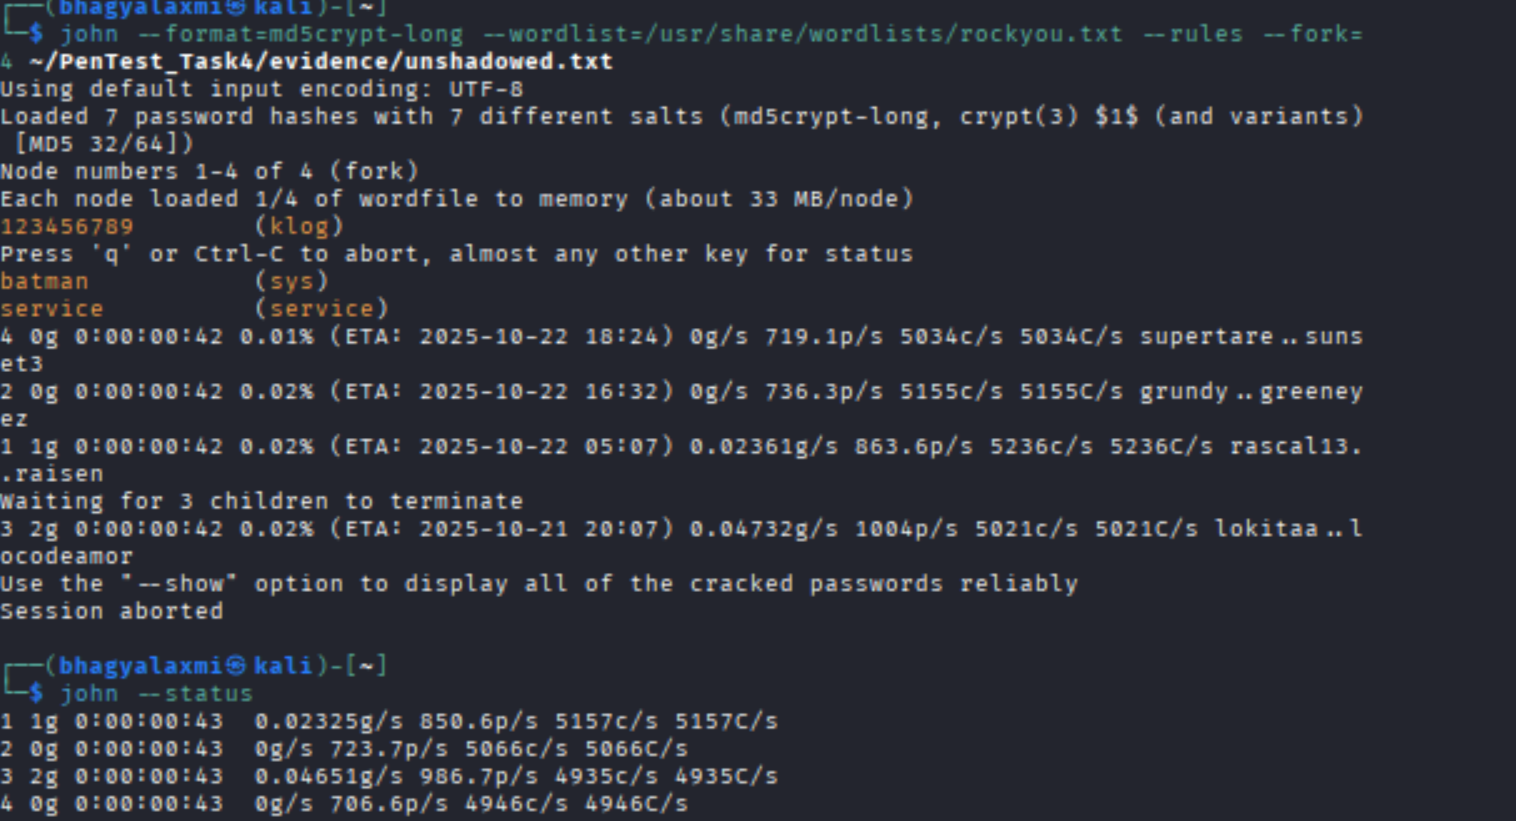 ┌──(bhagyalaxmi㉿kali)-[~]
└─$ john --format=md5crypt-long --wordlist=/usr/share/wordlists/rockyou.txt --rules --fork=
4 ~/PenTest_Task4/evidence/unshadowed.txt
Using default input encoding: UTF-8
Loaded 7 password hashes with 7 different salts (md5crypt-long, crypt(3) $1$ (and variants)
 [MD5 32/64])
Node numbers 1-4 of 4 (fork)
Each node loaded 1/4 of wordfile to memory (about 33 MB/node)
123456789        (klog)
Press 'q' or Ctrl-C to abort, almost any other key for status
batman           (sys)
service          (service)
4 0g 0:00:00:42 0.01% (ETA: 2025-10-22 18:24) 0g/s 719.1p/s 5034c/s 5034C/s supertare..suns
et3
2 0g 0:00:00:42 0.02% (ETA: 2025-10-22 16:32) 0g/s 736.3p/s 5155c/s 5155C/s grundy..greeney
ez
1 1g 0:00:00:42 0.02% (ETA: 2025-10-22 05:07) 0.02361g/s 863.6p/s 5236c/s 5236C/s rascal13.
.raisen
Waiting for 3 children to terminate
3 2g 0:00:00:42 0.02% (ETA: 2025-10-21 20:07) 0.04732g/s 1004p/s 5021c/s 5021C/s lokitaa..l
ocodeamor
Use the "--show" option to display all of the cracked passwords reliably
Session aborted
┌──(bhagyalaxmi㉿kali)-[~]
└─$ john --status
1 1g 0:00:00:43  0.02325g/s 850.6p/s 5157c/s 5157C/s
2 0g 0:00:00:43  0g/s 723.7p/s 5066c/s 5066C/s
3 2g 0:00:00:43  0.04651g/s 986.7p/s 4935c/s 4935C/s
4 0g 0:00:00:43  0g/s 706.6p/s 4946c/s 4946C/s